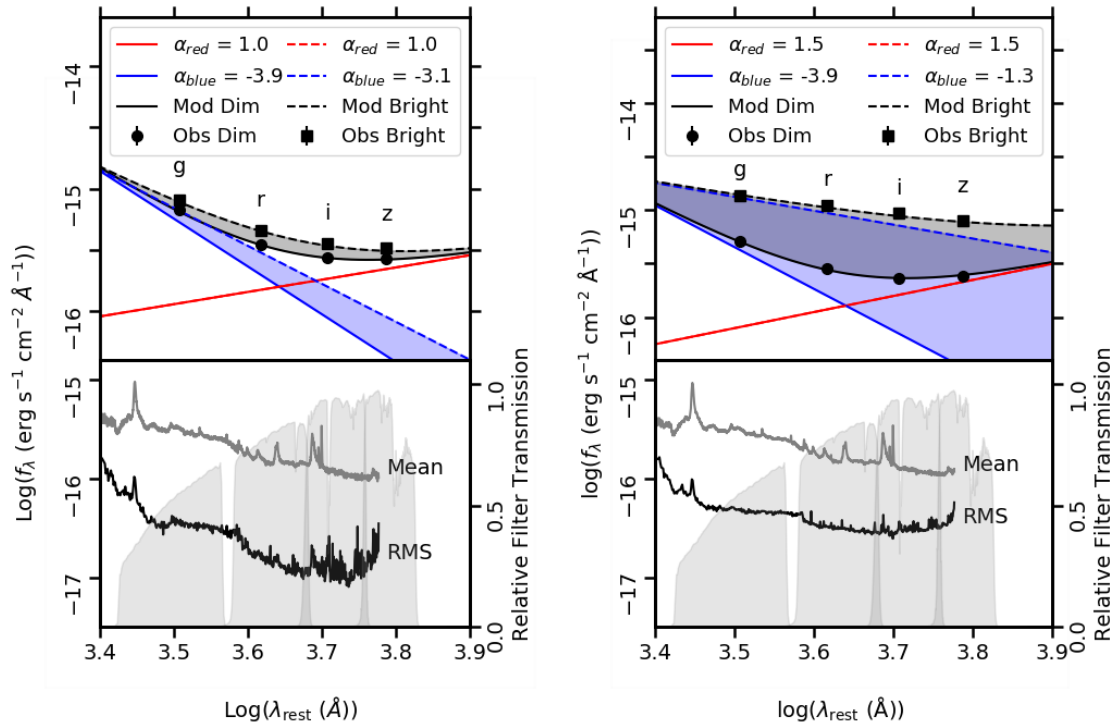 α_red = 1.0
α_red = 1.0
α_blue = -3.9
α_blue = -3.1
Mod Dim
Mod Bright
Obs Dim
Obs Bright
g
r
i
z
−14
−15
−16
Log(f_λ (erg s⁻¹ cm⁻² Å⁻¹))
−15
−16
−17
Mean
RMS
1.0
0.5
0.0
Relative Filter Transmission
3.4 3.5 3.6 3.7 3.8 3.9
Log(λ_rest (Å))
α_red = 1.5
α_red = 1.5
α_blue = -3.9
α_blue = -1.3
Mod Dim
Mod Bright
Obs Dim
Obs Bright
g
r
i
z
−14
−15
−16
log(f_λ (erg s⁻¹ cm⁻² Å⁻¹))
−15
−16
−17
Mean
RMS
1.0
0.5
0.0
Relative Filter Transmission
3.4 3.5 3.6 3.7 3.8 3.9
log(λ_rest (Å))